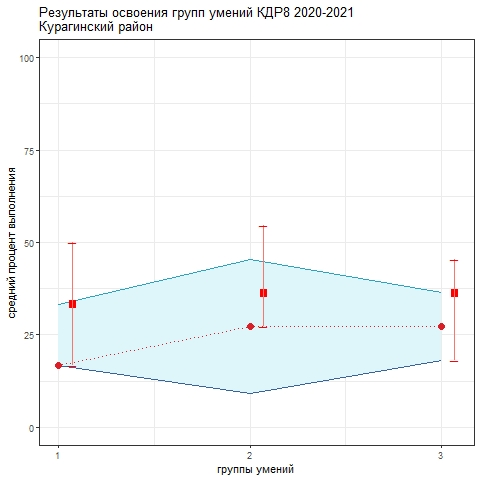 Результаты освоения групп умений КДР8 2020-2021
Курагинский район
100
75
50
25
0
средний процент выполнения
1 2 3
группы умений